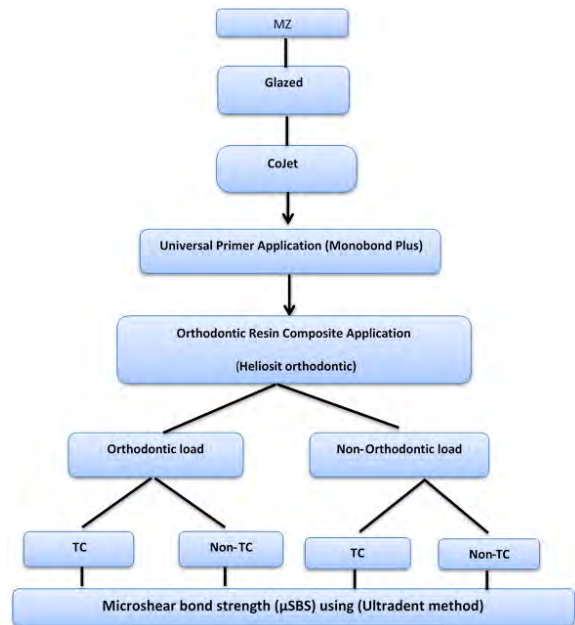 MZ
Glazed
CoJet
Universal Primer Application (Monobond Plus)
Orthodontic Resin Composite Application
(Heliosit orthodontic)
Orthodontic load
Non-Orthodontic load
TC
Non-TC
TC
Non-TC
Microshear bond strength (μSBS) using (Ultradent method)